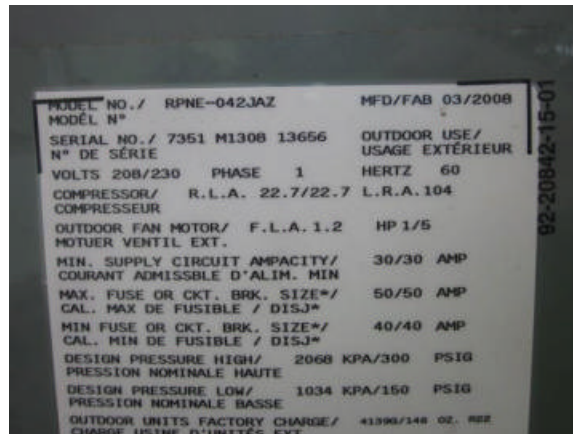 MODEL NO./ RPNE-042JAZ MFD/FAB 03/2008
MODÈL N°
SERIAL NO./ 7351 M1308 13656 OUTDOOR USE/
N° DE SÉRIE USAGE EXTÉRIEUR
VOLTS 208/230 PHASE 1 HERTZ 60
COMPRESSOR/ R.L.A. 22.7/22.7 L.R.A. 104
COMPRESSEUR
OUTDOOR FAN MOTOR/ F.L.A. 1.2 HP 1/5
MOTUER VENTIL EXT.
MIN. SUPPLY CIRCUIT AMPACITY/ 30/30 AMP
COURANT ADMISSBLE D'ALIM. MIN
MAX. FUSE OR CKT. BRK. SIZE*/ 50/50 AMP
CAL. MAX DE FUSIBLE / DISJ*
MIN FUSE OR CKT. BRK. SIZE*/ 40/40 AMP
CAL. MIN DE FUSIBLE / DISJ*
DESIGN PRESSURE HIGH/ 2068 KPA/300 PSIG
PRESSION NOMINALE HAUTE
DESIGN PRESSURE LOW/ 1034 KPA/150 PSIG
PRESSION NOMINALE BASSE
OUTDOOR UNITS FACTORY CHARGE/ OZ.
CHARGE USINE D'UNITÉS EXT
92-20842-15-01